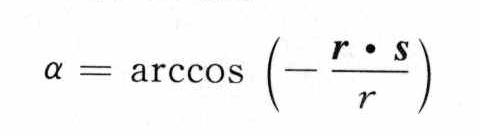 α = arccos (− r • s / r)